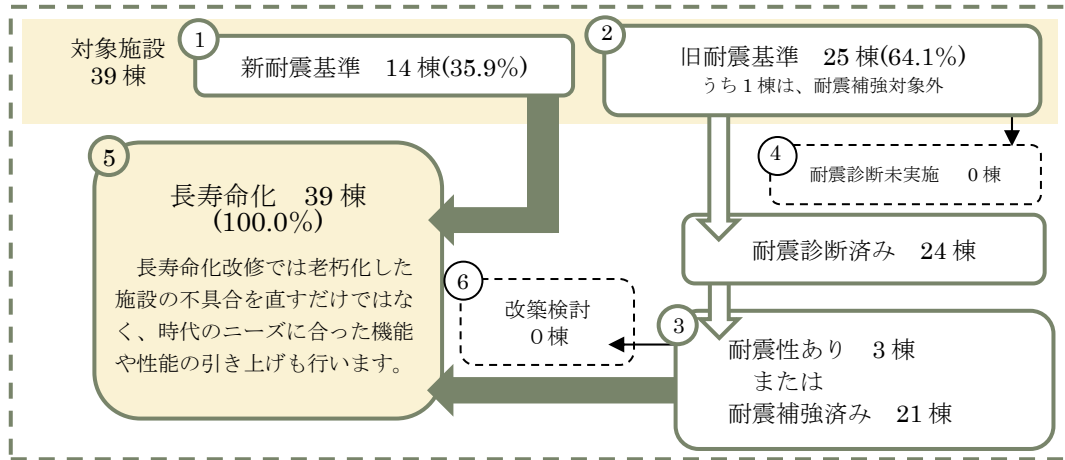 対象施設
39 棟
1
新耐震基準　14 棟(35.9%)
2
旧耐震基準　25 棟(64.1%)
うち１棟は、耐震補強対象外
4
耐震診断未実施　0 棟
耐震診断済み　24 棟
3
耐震性あり　3 棟
または
耐震補強済み　21 棟
6
改築検討
０棟
5
長寿命化　39 棟
(100.0%)
長寿命化改修では老朽化した
施設の不具合を直すだけではな
く、時代のニーズに合った機能
や性能の引き上げも行います。